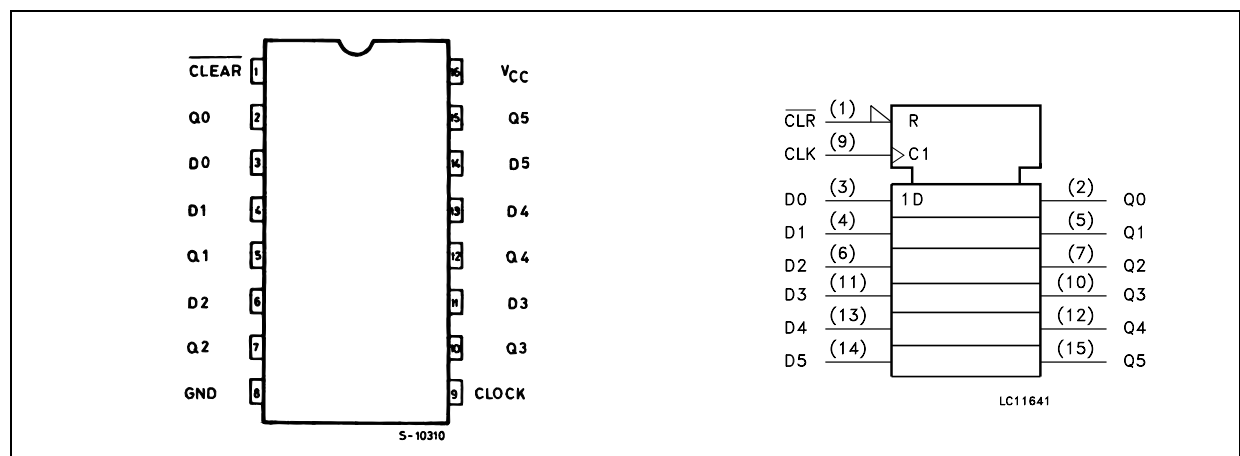 CLEAR 1 16 VCC
Q0 2 15 Q5
D0 3 14 D5
D1 4 13 D4
Q1 5 12 Q4
D2 6 11 D3
Q2 7 10 Q3
GND 8 9 CLOCK
S-10310
CLR (1) R
CLK (9) C1
D0 (3) 1D (2) Q0
D1 (4) (5) Q1
D2 (6) (7) Q2
D3 (11) (10) Q3
D4 (13) (12) Q4
D5 (14) (15) Q5
LC11641